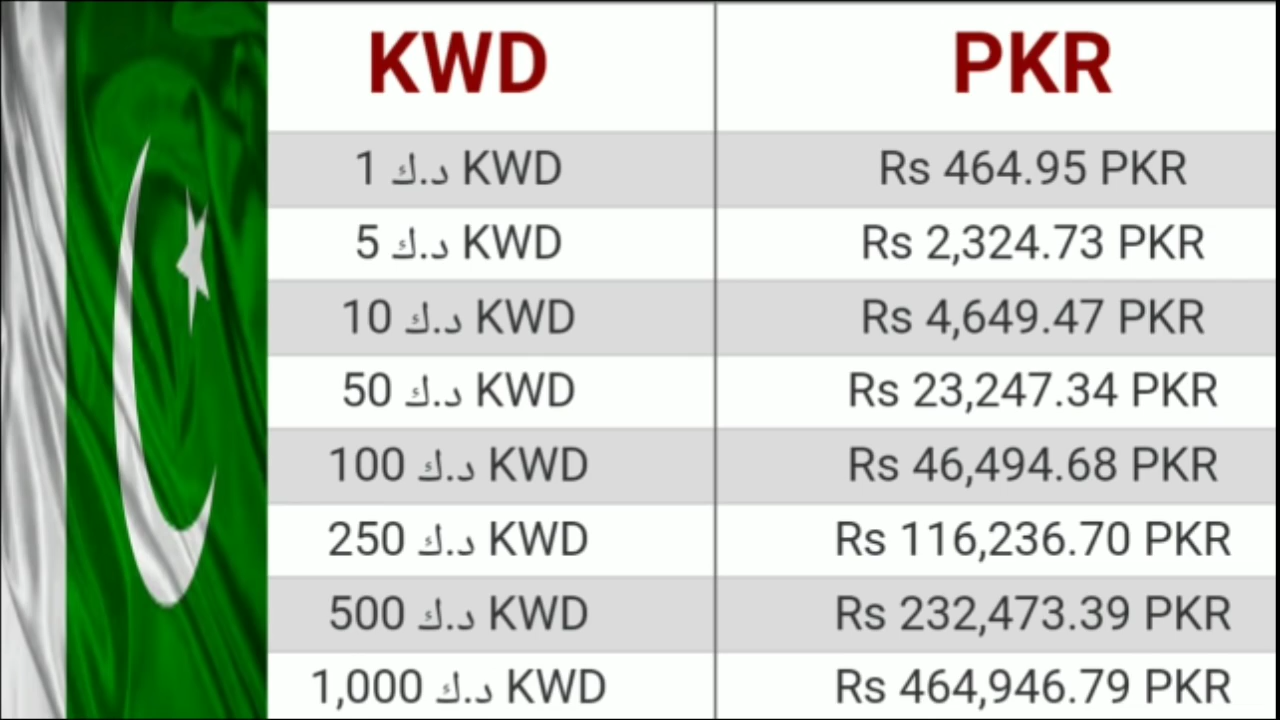 KWD PKR
1 د.ك KWD Rs 464.95 PKR
5 د.ك KWD Rs 2,324.73 PKR
10 د.ك KWD Rs 4,649.47 PKR
50 د.ك KWD Rs 23,247.34 PKR
100 د.ك KWD Rs 46,494.68 PKR
250 د.ك KWD Rs 116,236.70 PKR
500 د.ك KWD Rs 232,473.39 PKR
1,000 د.ك KWD Rs 464,946.79 PKR